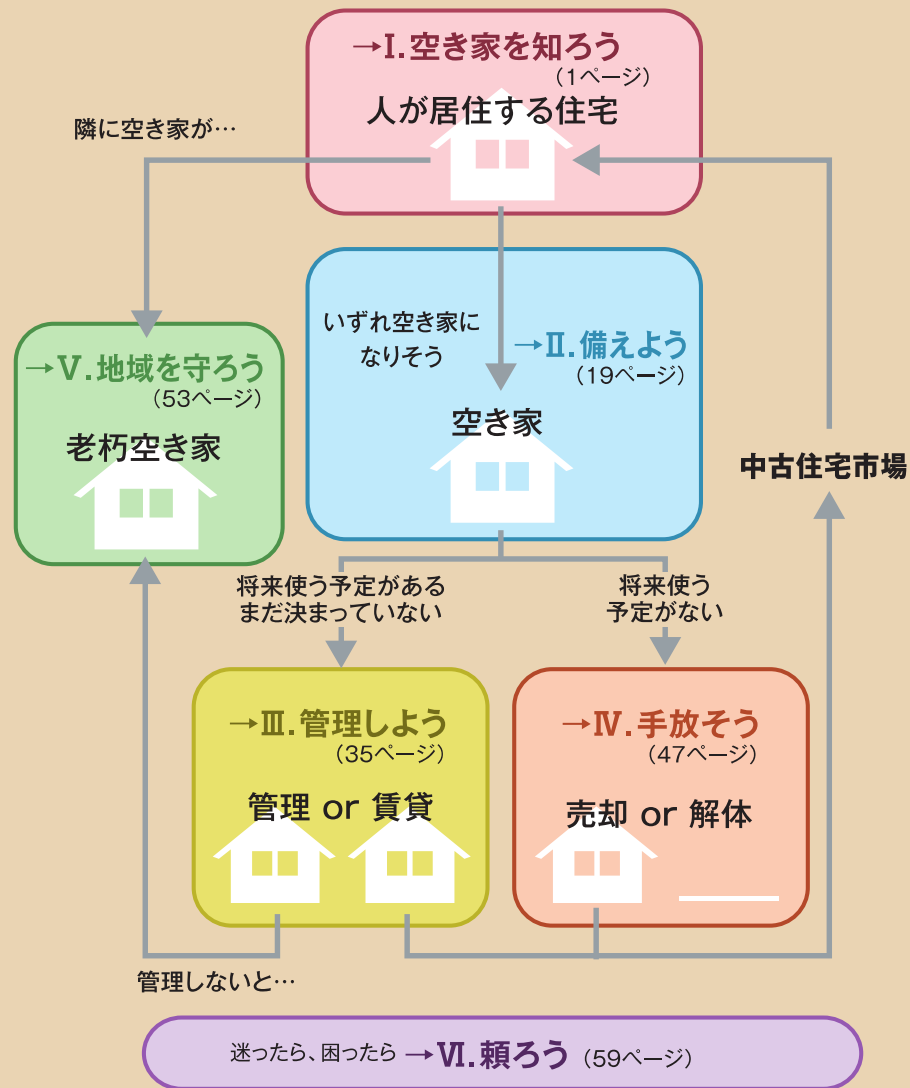 →Ⅰ.空き家を知ろう
（1ページ）
人が居住する住宅
隣に空き家が…
いずれ空き家に
なりそう
→Ⅱ.備えよう
（19ページ）
空き家
→Ⅴ.地域を守ろう
（53ページ）
老朽空き家
中古住宅市場
将来使う予定がある
まだ決まっていない
将来使う
予定がない
→Ⅲ.管理しよう
（35ページ）
管理 or 賃貸
→Ⅳ.手放そう
（47ページ）
売却 or 解体
管理しないと…
迷ったら、困ったら →Ⅵ.頼ろう （59ページ）